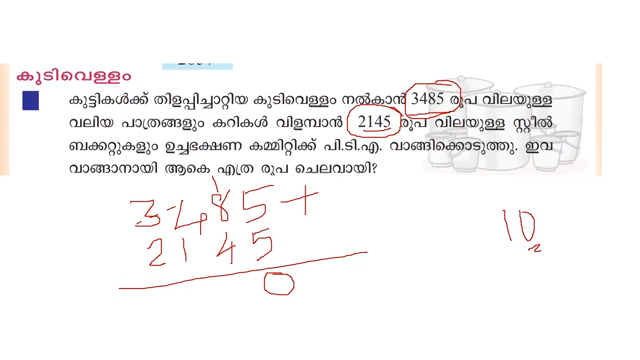 കുടിവെള്ളം
കുട്ടികൾക്ക് തിളപ്പിച്ചാറ്റിയ കുടിവെള്ളം നൽകാൻ 3485 രൂപ വിലയുള്ള
വലിയ പാത്രങ്ങളും കറികൾ വിളമ്പാൻ 2145 രൂപ വിലയുള്ള സ്റ്റീൽ
ബക്കറ്റുകളും ഉച്ചഭക്ഷണ കമ്മിറ്റിക്ക് പി.ടി.എ. വാങ്ങിക്കൊടുത്തു. ഇവ
വാങ്ങാനായി ആകെ എത്ര രൂപ ചെലവായി?
1
3485 +
2145
0
10